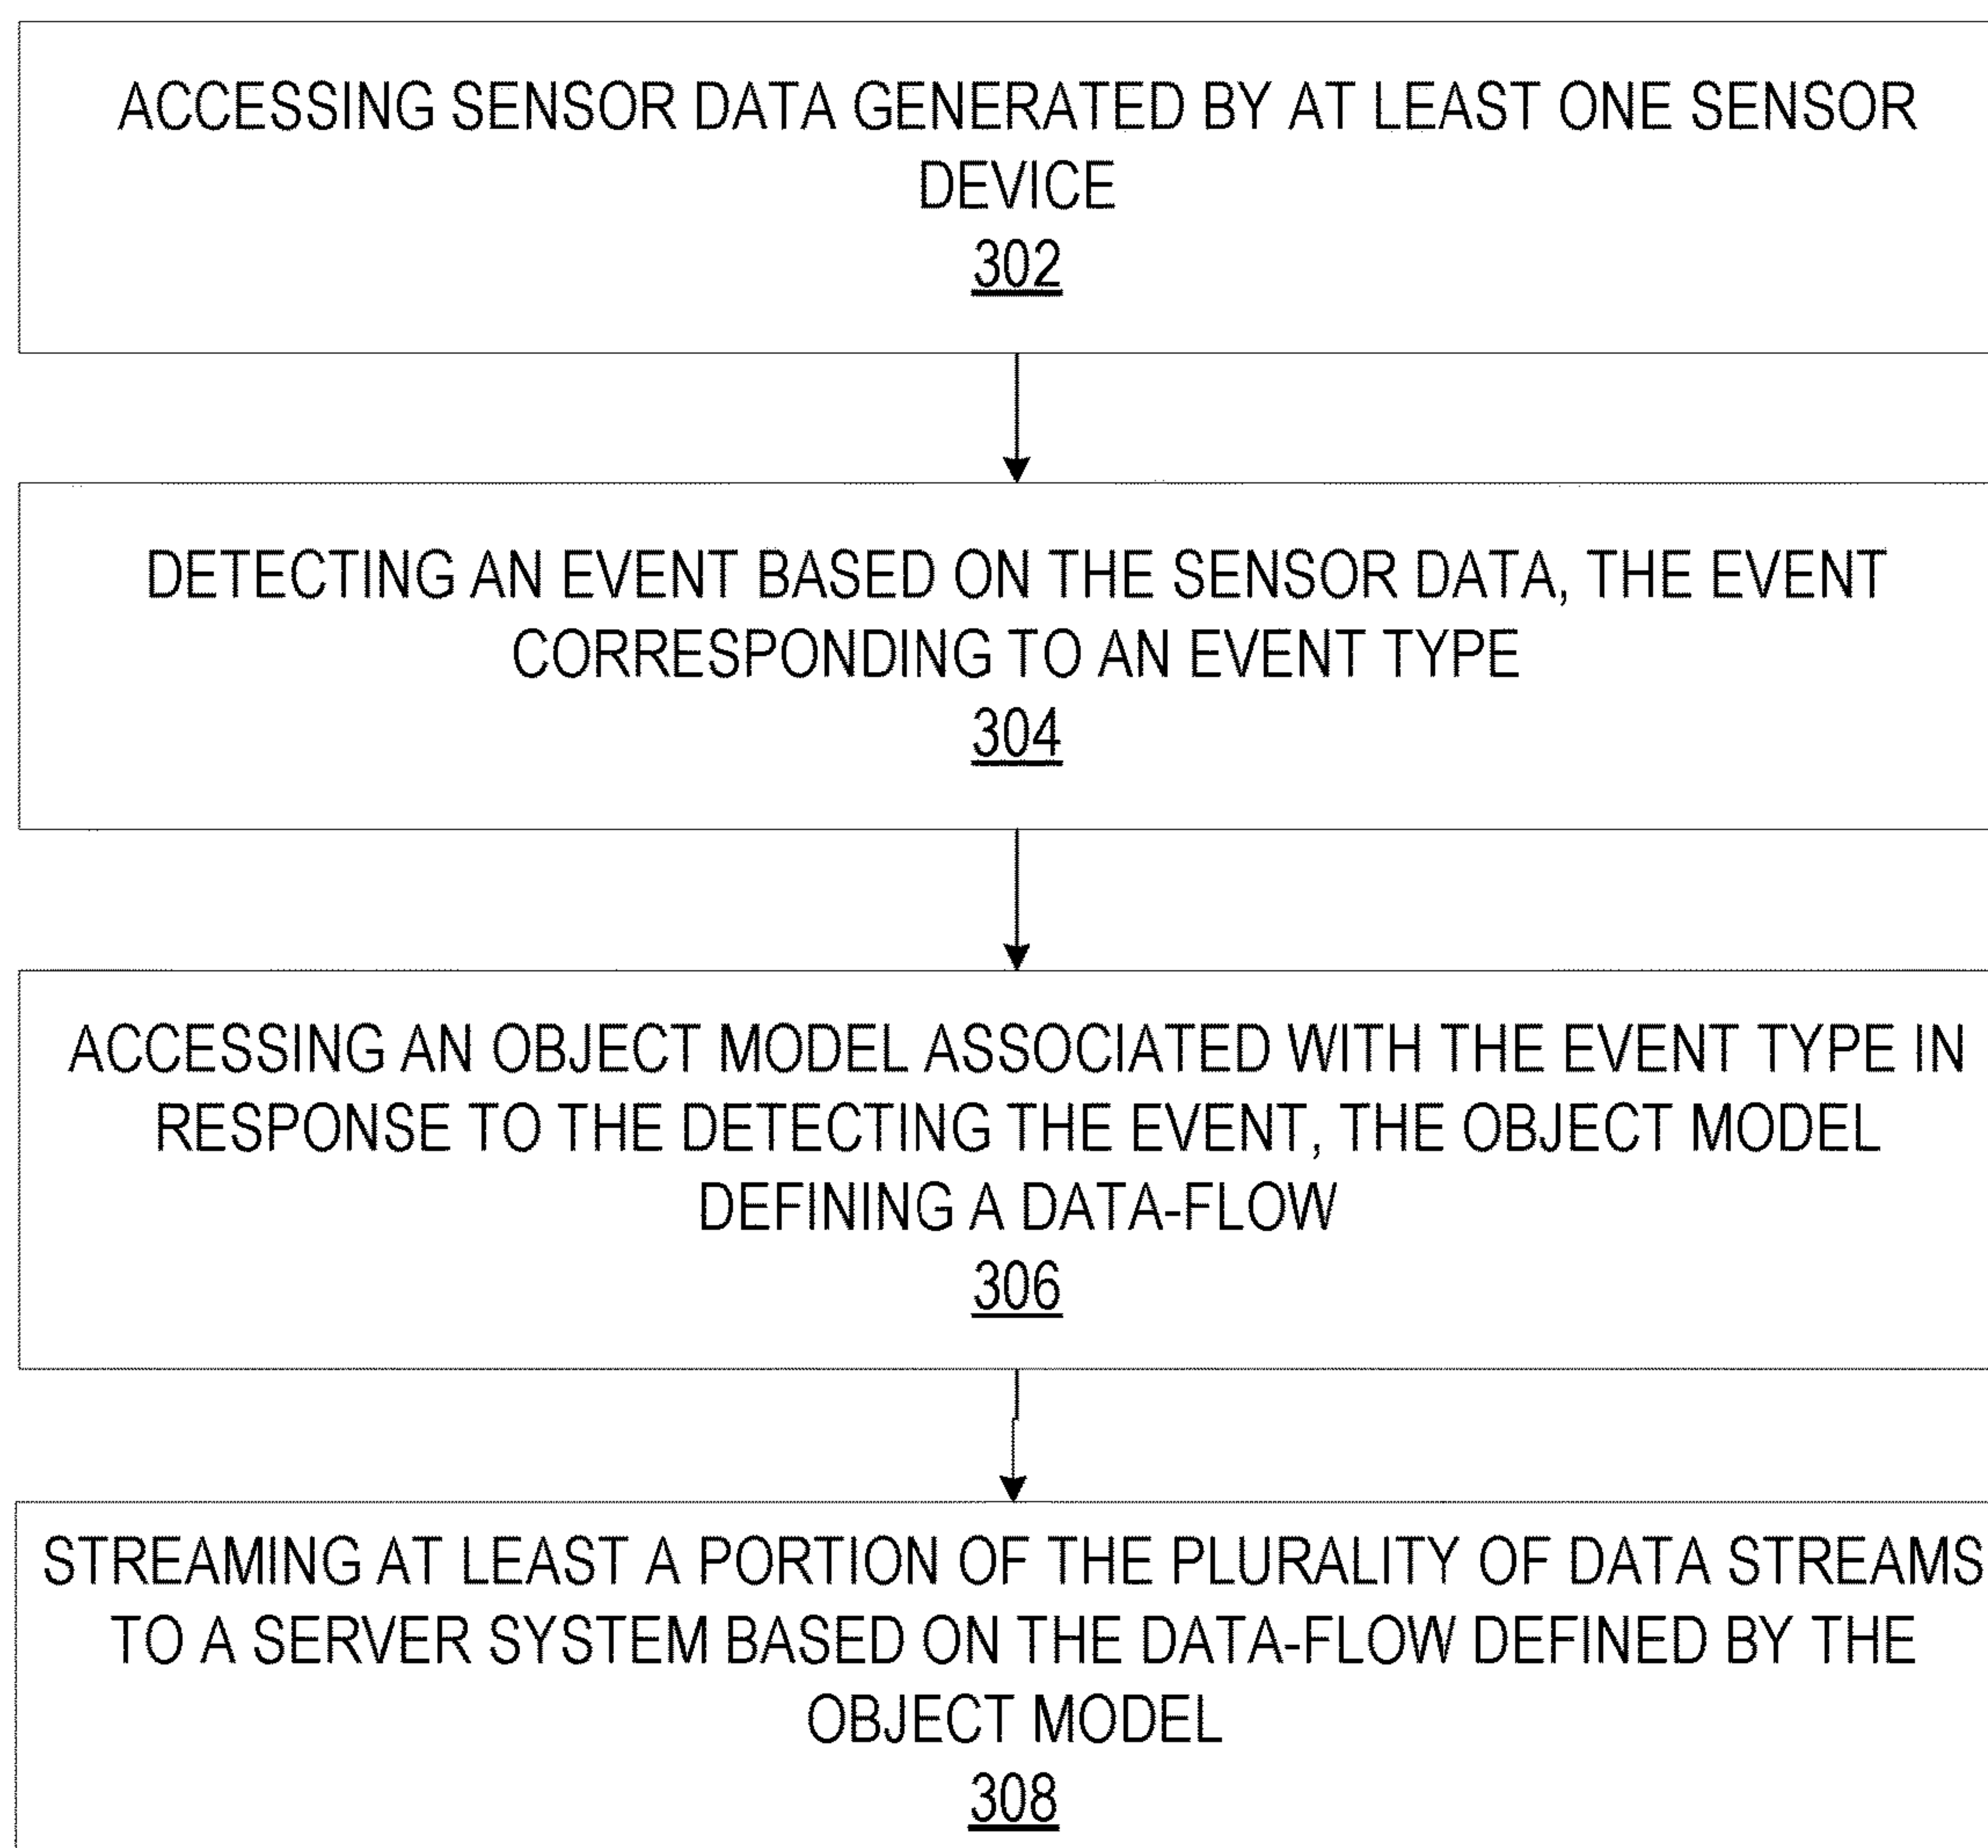 ACCESSING SENSOR DATA GENERATED BY AT LEAST ONE SENSOR
DEVICE
302
DETECTING AN EVENT BASED ON THE SENSOR DATA, THE EVENT
CORRESPONDING TO AN EVENT TYPE
304
ACCESSING AN OBJECT MODEL ASSOCIATED WITH THE EVENT TYPE IN
RESPONSE TO THE DETECTING THE EVENT, THE OBJECT MODEL
DEFINING A DATA-FLOW
306
STREAMING AT LEAST A PORTION OF THE PLURALITY OF DATA STREAMS
TO A SERVER SYSTEM BASED ON THE DATA-FLOW DEFINED BY THE
OBJECT MODEL
308